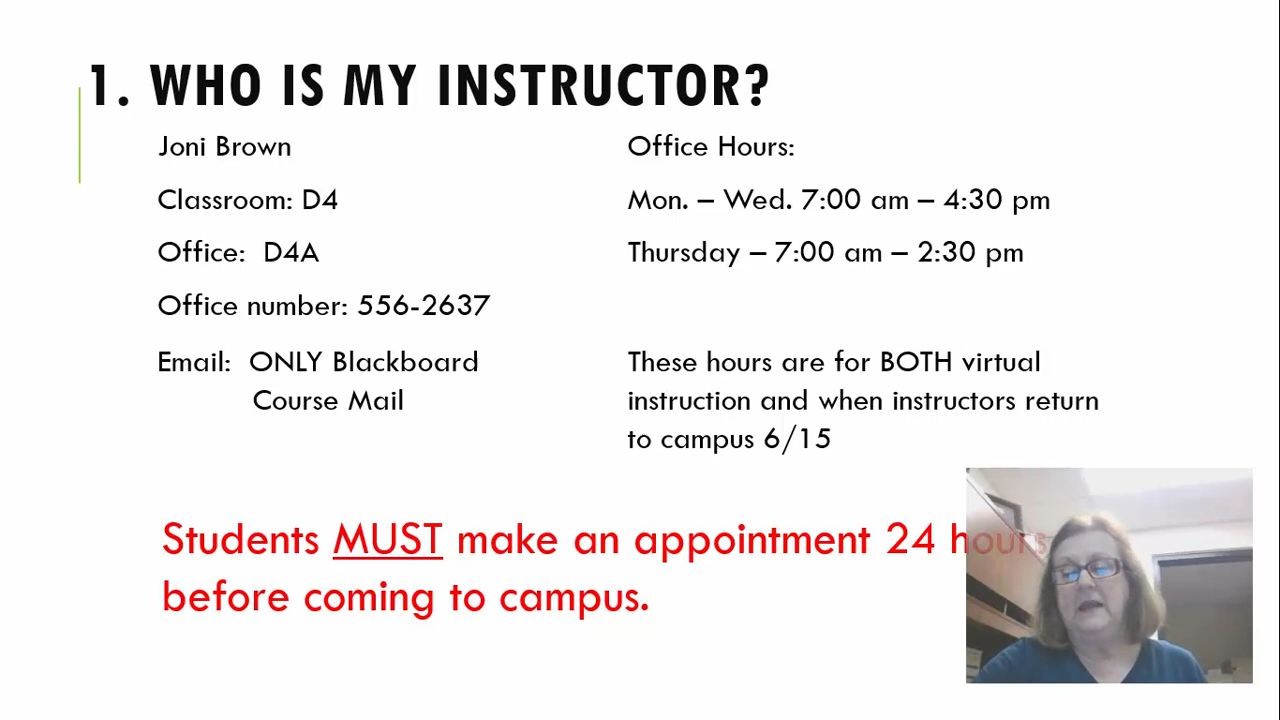 1. WHO IS MY INSTRUCTOR?
Joni Brown
Classroom: D4
Office: D4A
Office number: 556-2637
Email: ONLY Blackboard
Course Mail
Office Hours:
Mon. – Wed. 7:00 am – 4:30 pm
Thursday – 7:00 am – 2:30 pm
These hours are for BOTH virtual
instruction and when instructors return
to campus 6/15
Students MUST make an appointment 24 hours
before coming to campus.